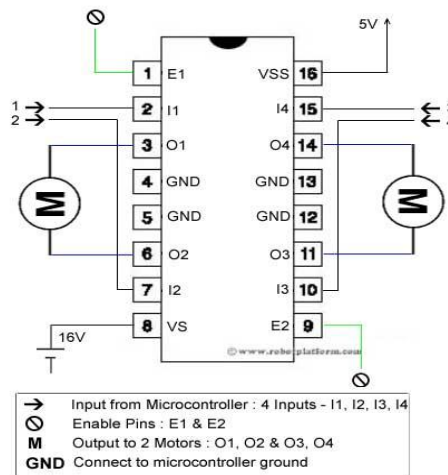 5V
1 E1 VSS 16
1 2 I1 I4 15
2
3 O1 O4 14
M M
4 GND GND 13
5 GND GND 12
6 O2 O3 11
7 I2 I3 10
16V 8 VS E2 9
© www.robotplatform.com
Input from Microcontroller : 4 Inputs - I1, I2, I3, I4
Enable Pins : E1 & E2
M Output to 2 Motors : O1, O2 & O3, O4
GND Connect to microcontroller ground